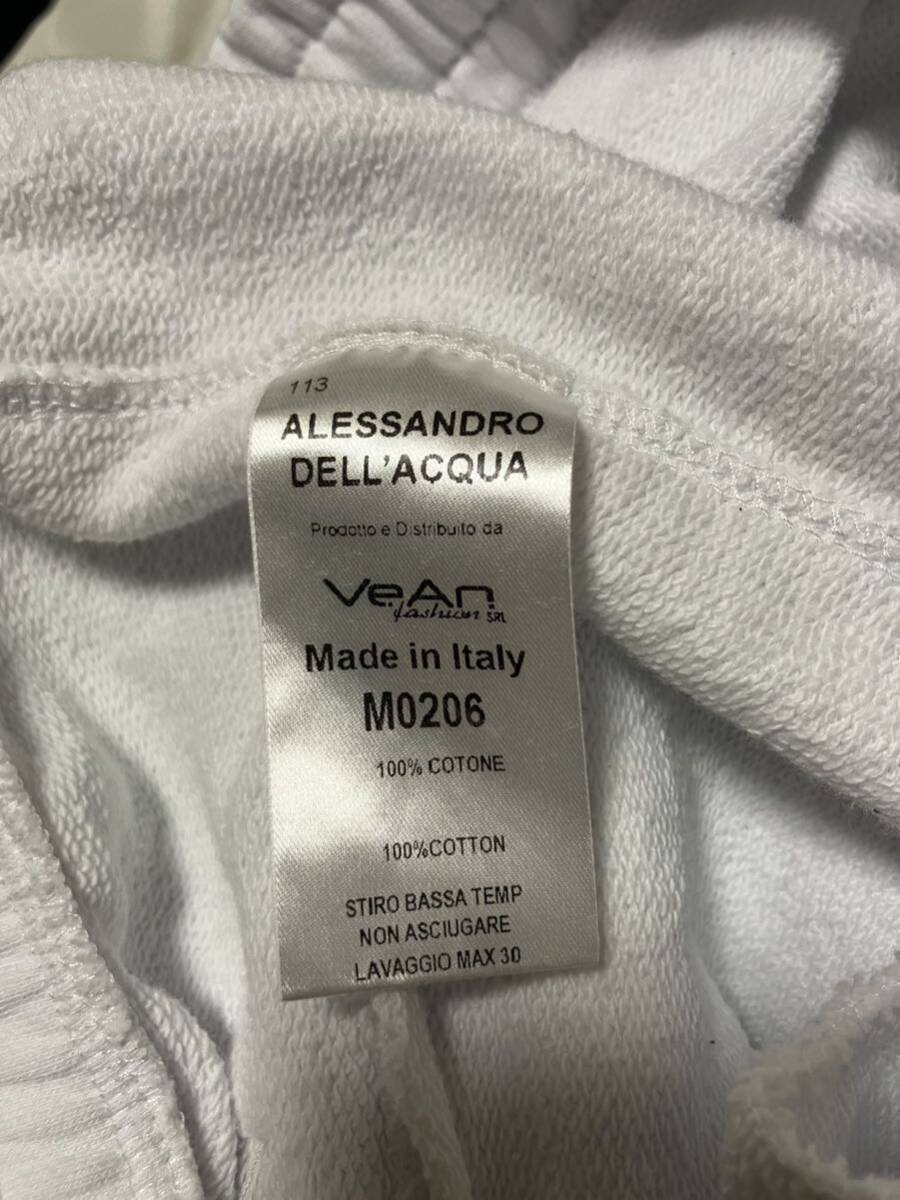 113
ALESSANDRO
DELL'ACQUA
Prodotto e Distribuito da
VeAn
fashion SRL
Made in Italy
M0206
100% COTONE
100%COTTON
STIRO BASSA TEMP
NON ASCIUGARE
LAVAGGIO MAX 30